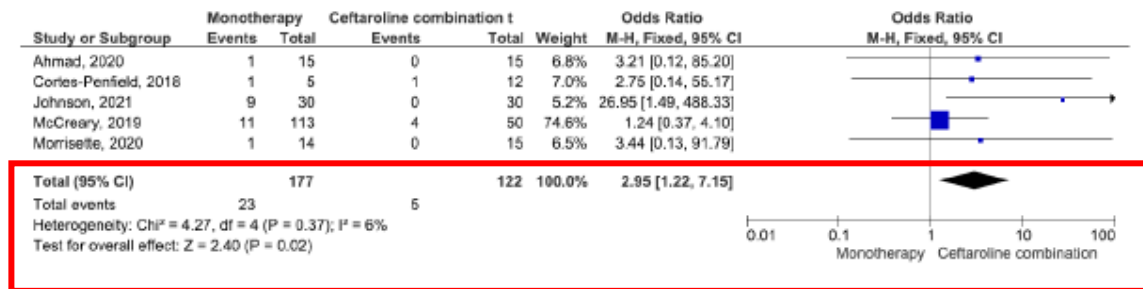 Monotherapy Ceftaroline combination t Odds Ratio Odds Ratio
Study or Subgroup Events Total Events Total Weight M-H, Fixed, 95% CI M-H, Fixed, 95% CI
Ahmad, 2020 1 15 0 15 6.8% 3.21 [0.12, 85.20]
Cortes-Penfield, 2018 1 5 1 12 7.0% 2.75 [0.14, 55.17]
Johnson, 2021 9 30 0 30 5.2% 26.95 [1.49, 488.33]
McCreary, 2019 11 113 4 50 74.6% 1.24 [0.37, 4.10]
Morrisette, 2020 1 14 0 15 6.5% 3.44 [0.13, 91.79]
Total (95% CI) 177 122 100.0% 2.95 [1.22, 7.15]
Total events 23 5
Heterogeneity: Chi² = 4.27, df = 4 (P = 0.37); I² = 6%
Test for overall effect: Z = 2.40 (P = 0.02)
0.01 0.1 1 10 100
Monotherapy Ceftaroline combination